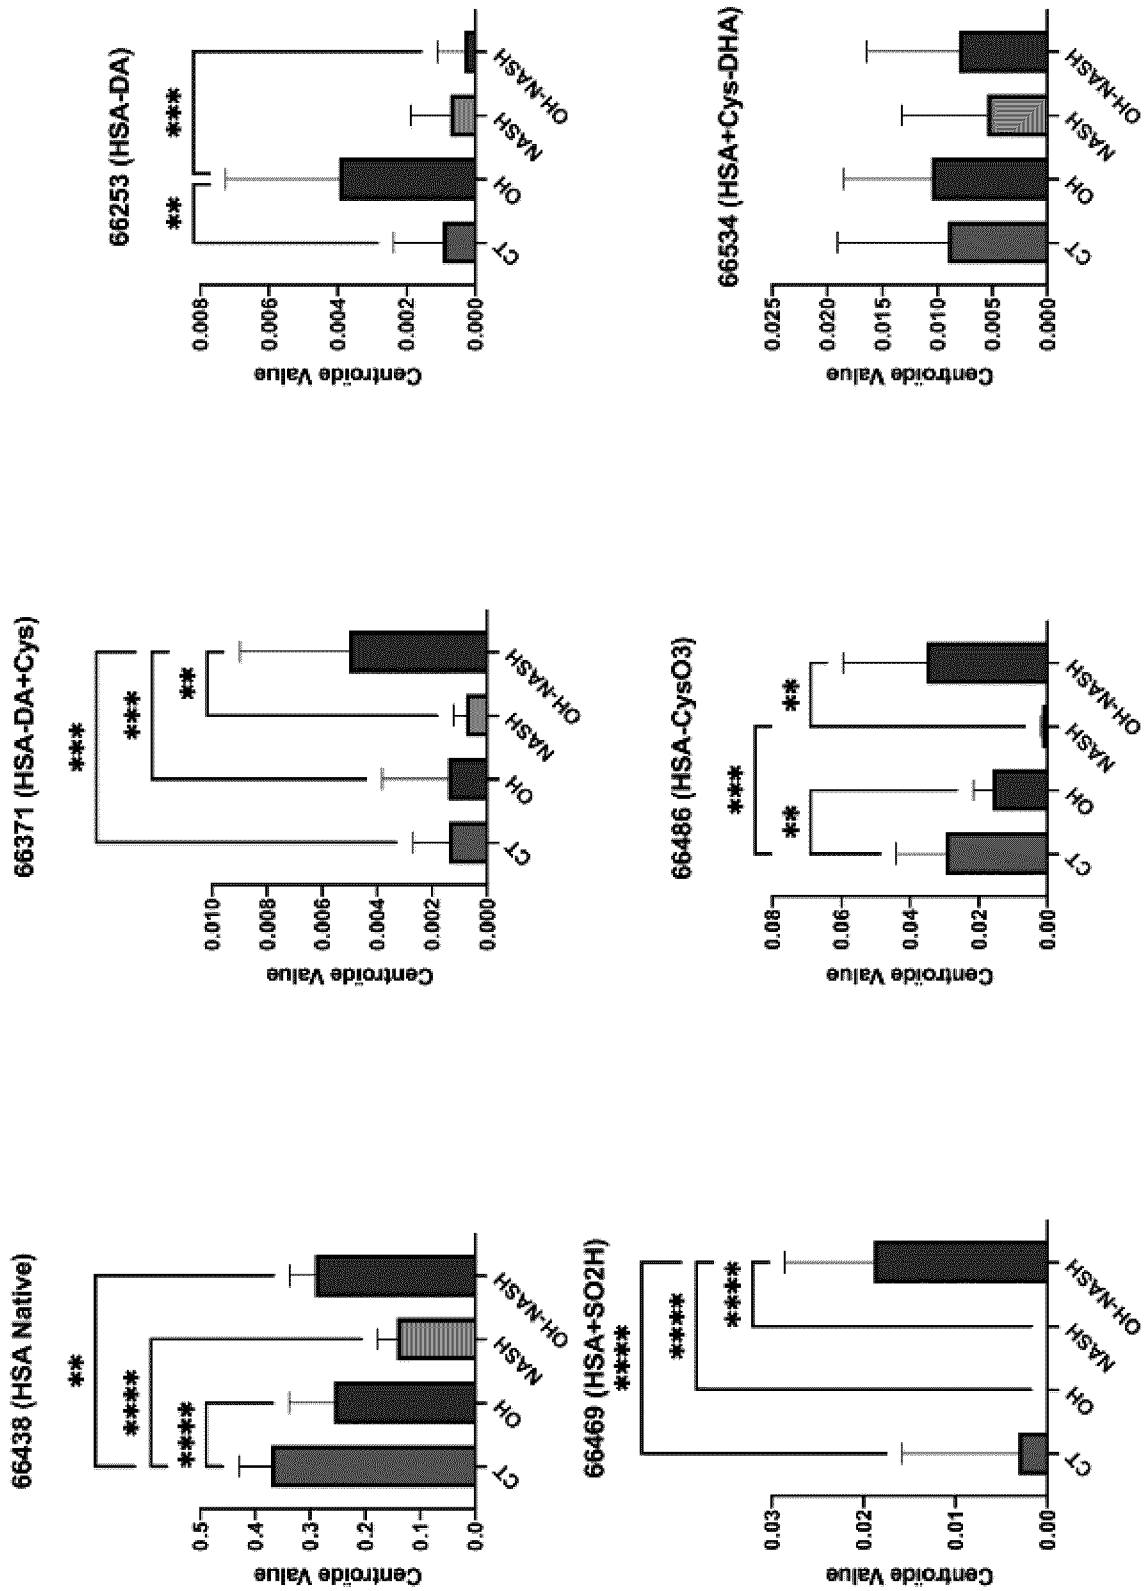 66438 (HSA Native)
**
****
****
Centroïde Value
0.5
0.4
0.3
0.2
0.1
0.0
CT
OH
NASH
OH-NASH
66371 (HSA-DA+Cys)
***
***
**
Centroïde Value
0.010
0.008
0.006
0.004
0.002
0.000
CT
OH
NASH
OH-NASH
66253 (HSA-DA)
**
***
Centroïde Value
0.008
0.006
0.004
0.002
0.000
CT
OH
NASH
OH-NASH
66469 (HSA+SO2H)
****
****
****
Centroïde Value
0.03
0.02
0.01
0.00
CT
OH
NASH
OH-NASH
66486 (HSA-CysO3)
***
**
**
Centroïde Value
0.08
0.06
0.04
0.02
0.00
CT
OH
NASH
OH-NASH
66534 (HSA+Cys-DHA)
Centroïde Value
0.025
0.020
0.015
0.010
0.005
0.000
CT
OH
NASH
OH-NASH